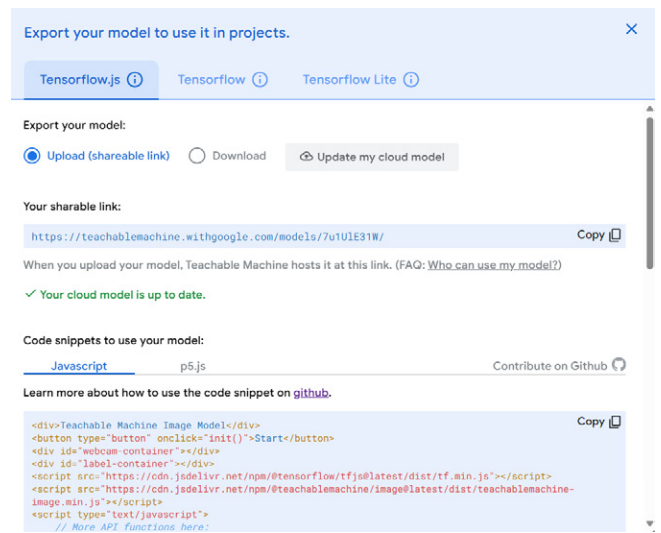 Export your model to use it in projects.
Tensorflow.js Tensorflow Tensorflow Lite
Export your model:
Upload (shareable link) Download Update my cloud model
Your sharable link:
https://teachablemachine.withgoogle.com/models/7u1UlE31W/ Copy
When you upload your model, Teachable Machine hosts it at this link. (FAQ: Who can use my model?)
Your cloud model is up to date.
Code snippets to use your model:
Javascript p5.js Contribute on Github
Learn more about how to use the code snippet on github.
Copy
<div>Teachable Machine Image Model</div>
<button type="button" onclick="init()">Start</button>
<div id="webcam-container"></div>
<div id="label-container"></div>
<script src="https://cdn.jsdelivr.net/npm/@tensorflow/tfjs@latest/dist/tf.min.js"></script>
<script src="https://cdn.jsdelivr.net/npm/@teachablemachine/image@latest/dist/teachablemachine-
image.min.js"></script>
<script type="text/javascript">
// More API functions here: